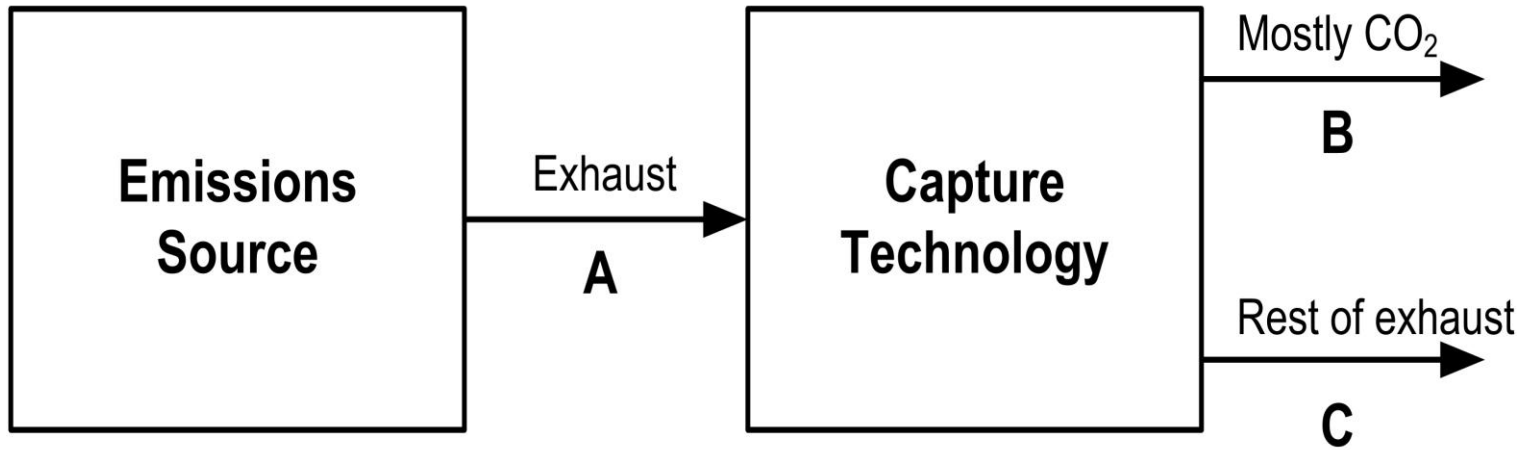 Emissions
Source
Exhaust
A
Capture
Technology
Mostly CO₂
B
Rest of exhaust
C